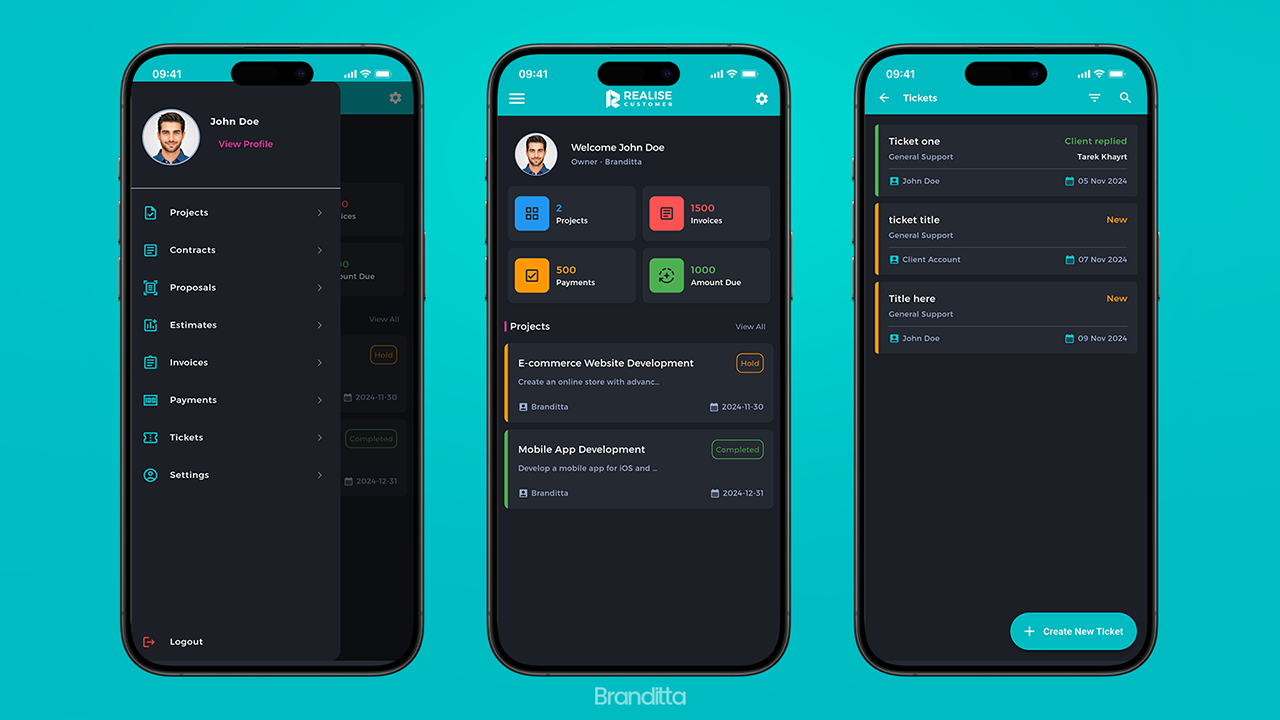 09:41
John Doe
View Profile
Projects
Contracts
Proposals
Estimates
Invoices
Payments
Tickets
Settings
Logout
0
ices
00
ount Due
View All
Hold
2024-11-30
Completed
2024-12-31
09:41
REALISE
CUSTOMER
Welcome John Doe
Owner - Branditta
2
Projects
1500
Invoices
500
Payments
1000
Amount Due
Projects
View All
E-commerce Website Development
Hold
Create an online store with advanc...
Branditta
2024-11-30
Mobile App Development
Completed
Develop a mobile app for iOS and ...
Branditta
2024-12-31
09:41
Tickets
Ticket one
Client replied
General Support
Tarek Khayrt
John Doe
05 Nov 2024
ticket title
New
General Support
Client Account
07 Nov 2024
Title here
New
General Support
John Doe
09 Nov 2024
Create New Ticket
Branditta